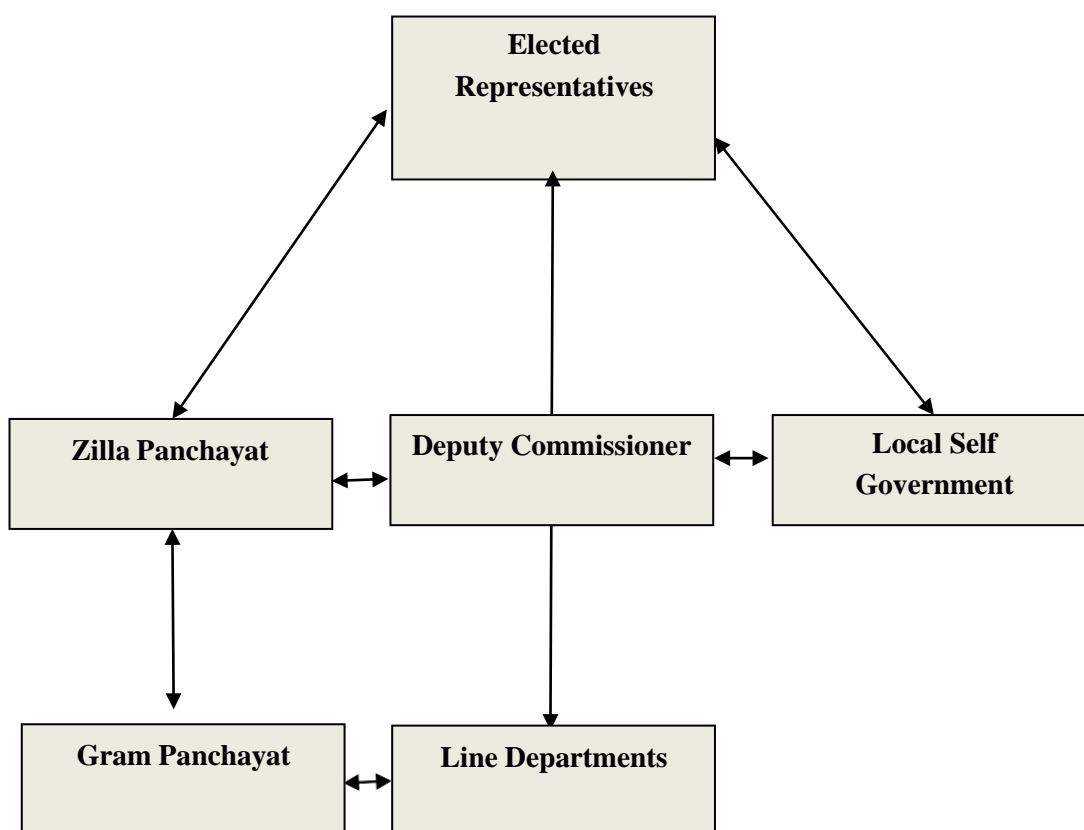 Elected
Representatives
Zilla Panchayat
Deputy Commissioner
Local Self
Government
Gram Panchayat
Line Departments